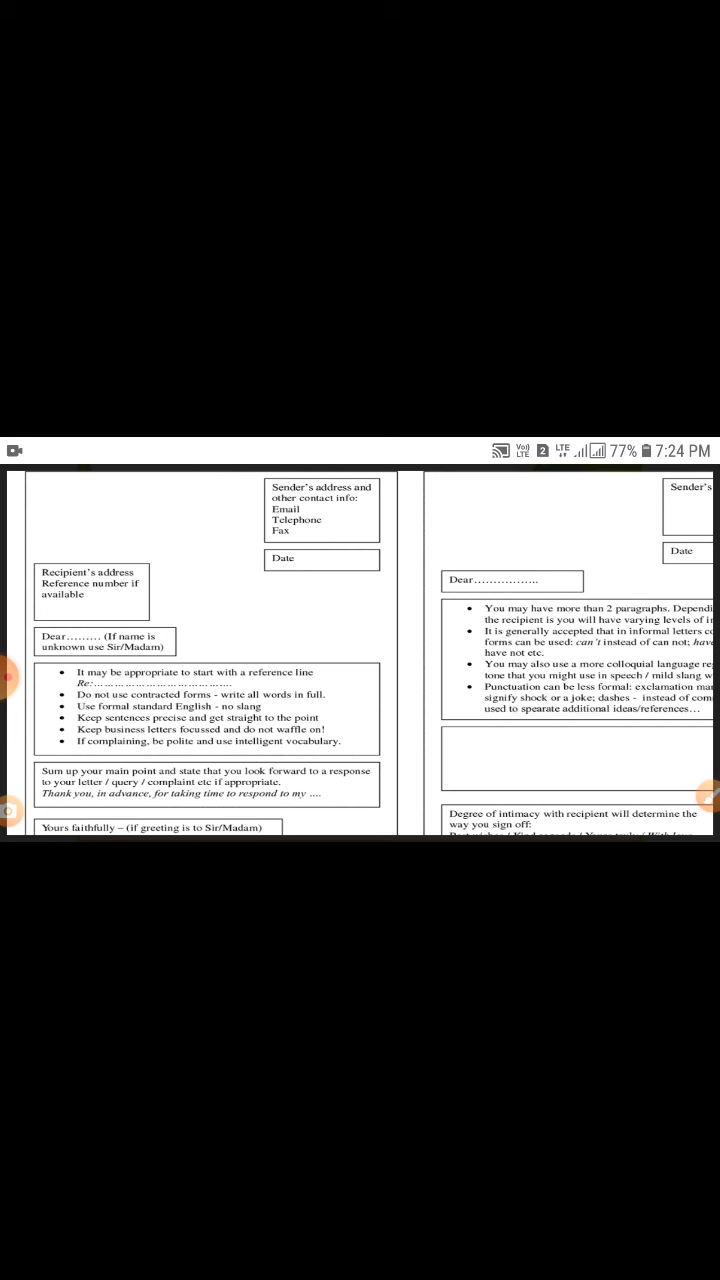 Voi) LTE 2 LTE 77% 7:24 PM
Sender's address and
other contact info:
Email
Telephone
Fax
Date
Recipient's address
Reference number if
available
Dear……… (If name is
unknown use Sir/Madam)
• It may be appropriate to start with a reference line
Re:………………………………….
• Do not use contracted forms - write all words in full.
• Use formal standard English - no slang
• Keep sentences precise and get straight to the point
• Keep business letters focussed and do not waffle on!
• If complaining, be polite and use intelligent vocabulary.
Sum up your main point and state that you look forward to a response
to your letter / query / complaint etc if appropriate.
Thank you, in advance, for taking time to respond to my ….
Yours faithfully – (if greeting is to Sir/Madam)
Sender's
Date
Dear……………..
• You may have more than 2 paragraphs. Dependi
the recipient is you will have varying levels of in
• It is generally accepted that in informal letters co
forms can be used: can't instead of can not; have
have not etc.
• You may also use a more colloquial language reg
tone that you might use in speech / mild slang w
• Punctuation can be less formal: exclamation mar
signify shock or a joke; dashes - instead of com
used to spearate additional ideas/references…
Degree of intimacy with recipient will determine the
way you sign off: